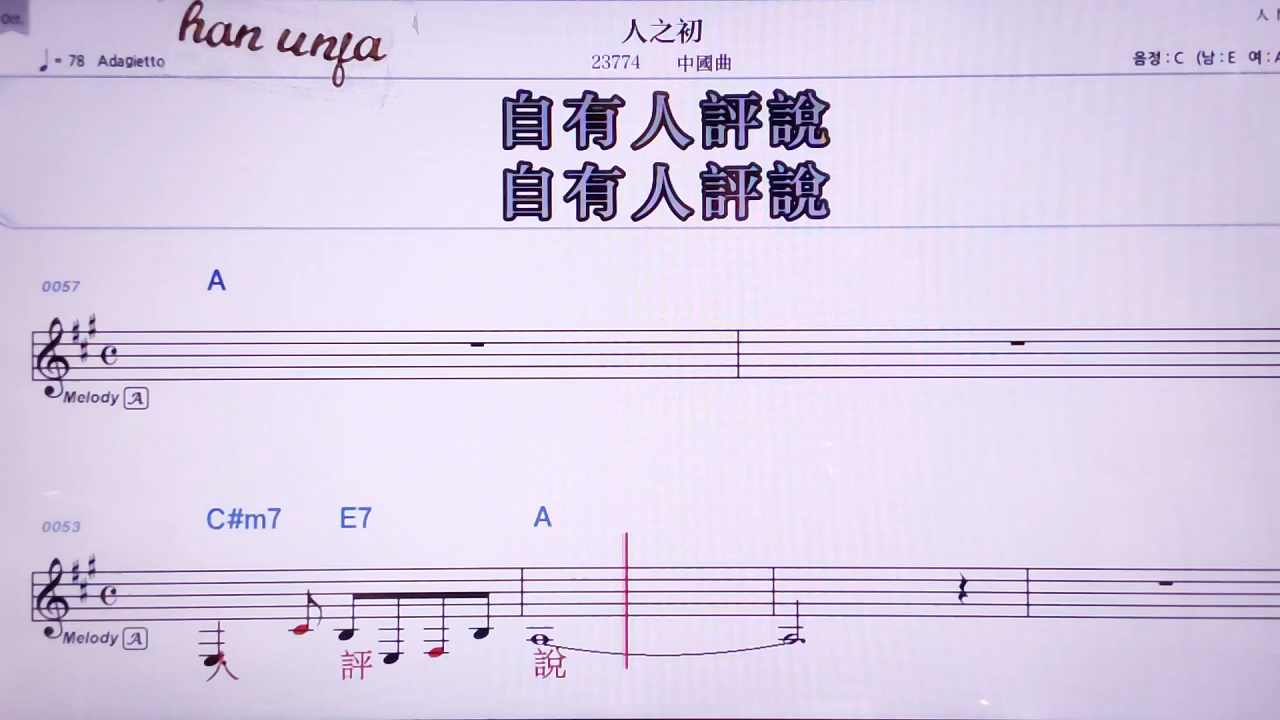 han unja
人之初
♩= 78 Adagietto
23774 中國曲
음정 : C (남 : E 여 : A
自有人評說
自有人評說
0057
A
Melody A
0053
C#m7 E7 A
Melody A
人 評 說